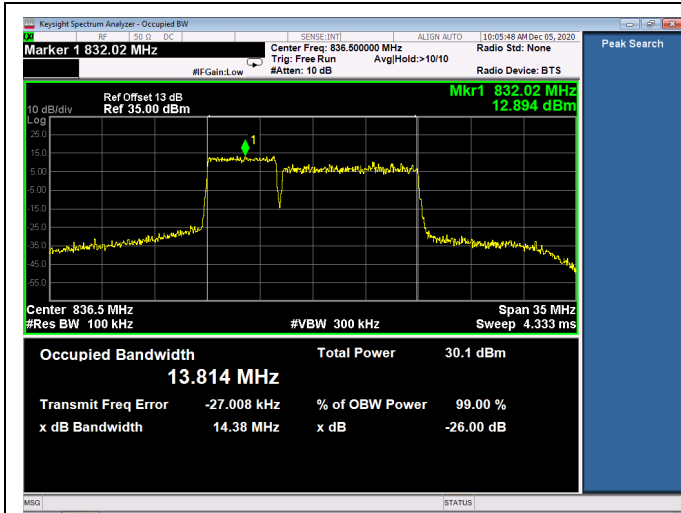 Keysight Spectrum Analyzer - Occupied BW
RF 50 Ω DC SENSE:INT ALIGN AUTO 10:05:48 AM Dec 05, 2020
Marker 1 832.02 MHz Center Freq: 836.500000 MHz Radio Std: None Peak Search
Trig: Free Run Avg|Hold:>10/10
#IFGain:Low #Atten: 10 dB Radio Device: BTS
Ref Offset 13 dB Mkr1 832.02 MHz
10 dB/div Ref 35.00 dBm 12.894 dBm
Log
25.0
1
15.0
5.00
-5.00
-15.0
-25.0
-35.0
-45.0
-55.0
Center 836.5 MHz Span 35 MHz
#Res BW 100 kHz #VBW 300 kHz Sweep 4.333 ms
Occupied Bandwidth Total Power 30.1 dBm
13.814 MHz
Transmit Freq Error -27.008 kHz % of OBW Power 99.00 %
x dB Bandwidth 14.38 MHz x dB -26.00 dB
MSG STATUS